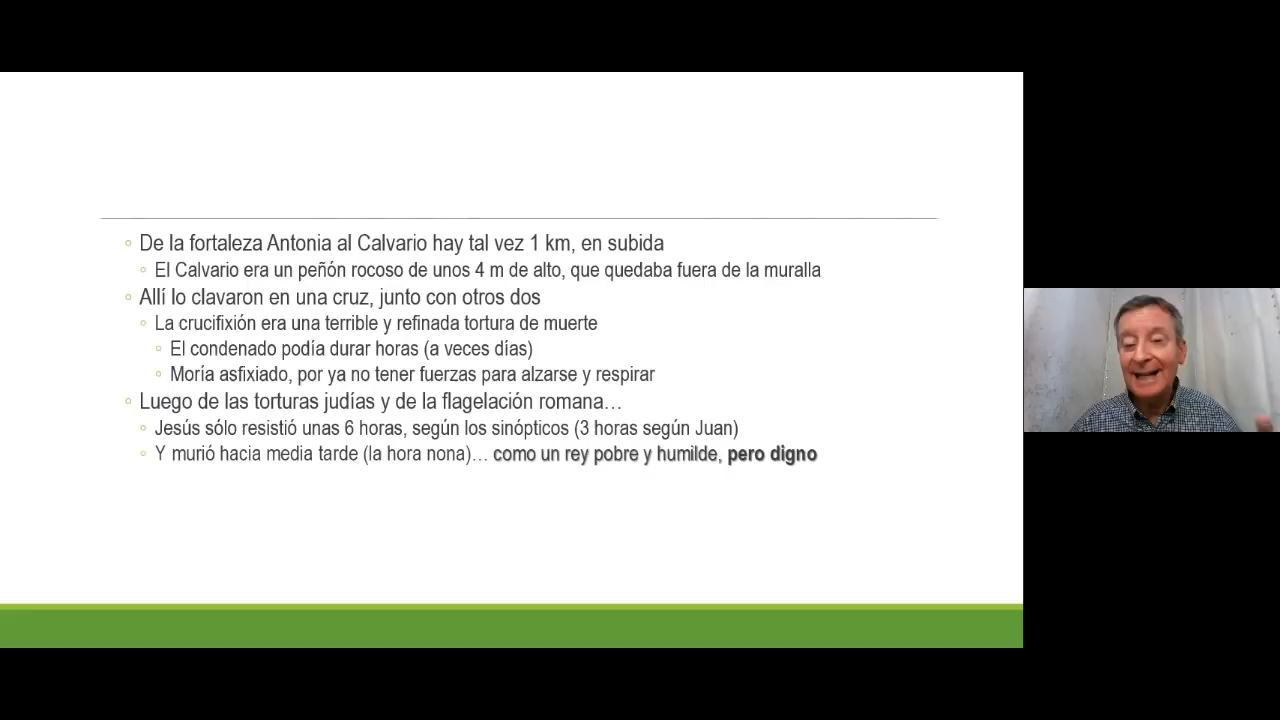 De la fortaleza Antonia al Calvario hay tal vez 1 km, en subida
El Calvario era un peñón rocoso de unos 4 m de alto, que quedaba fuera de la muralla
Allí lo clavaron en una cruz, junto con otros dos
La crucifixión era una terrible y refinada tortura de muerte
El condenado podía durar horas (a veces días)
Moría asfixiado, por ya no tener fuerzas para alzarse y respirar
Luego de las torturas judías y de la flagelación romana…
Jesús sólo resistió unas 6 horas, según los sinópticos (3 horas según Juan)
Y murió hacia media tarde (la hora nona)… como un rey pobre y humilde, pero digno